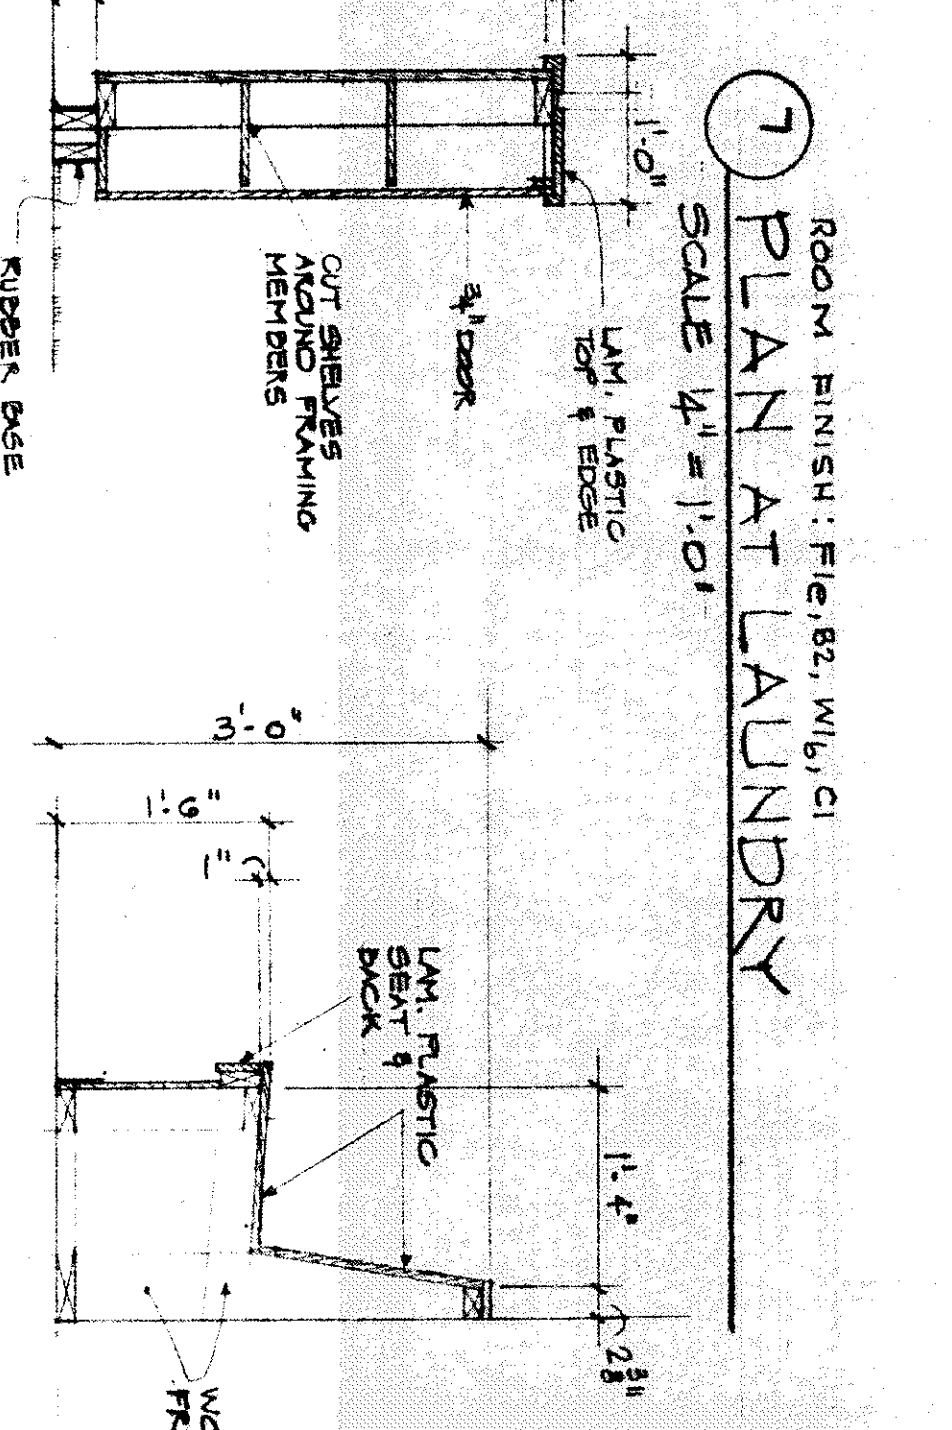 ROOM FINISH: F1e, B2, W1b, C1
7
PLAN AT LAUNDRY
SCALE 1/4" = 1'-0"
1'-0"
LAM. PLASTIC
TOP & EDGE
3/4" DOOR
CUT SHELVES
AROUND FRAMING
MEMBERS
RUBBER BASE
3'-0"
1'-6"
1"
LAM. PLASTIC
SEAT &
BACK
1'-4"
2 3/8"